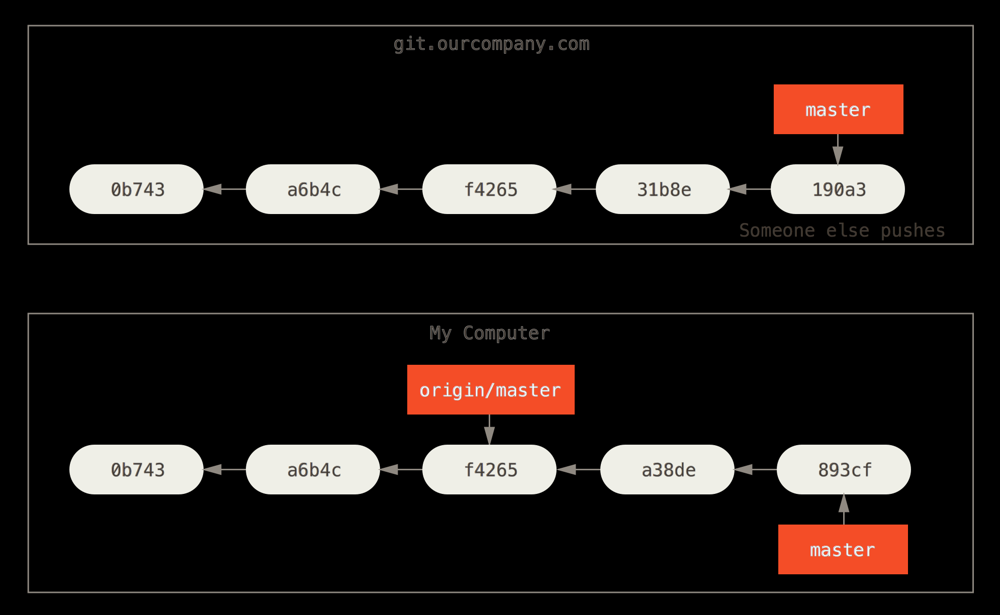 git.ourcompany.com
master
0b743
a6b4c
f4265
31b8e
190a3
Someone else pushes
My Computer
origin/master
0b743
a6b4c
f4265
a38de
893cf
master